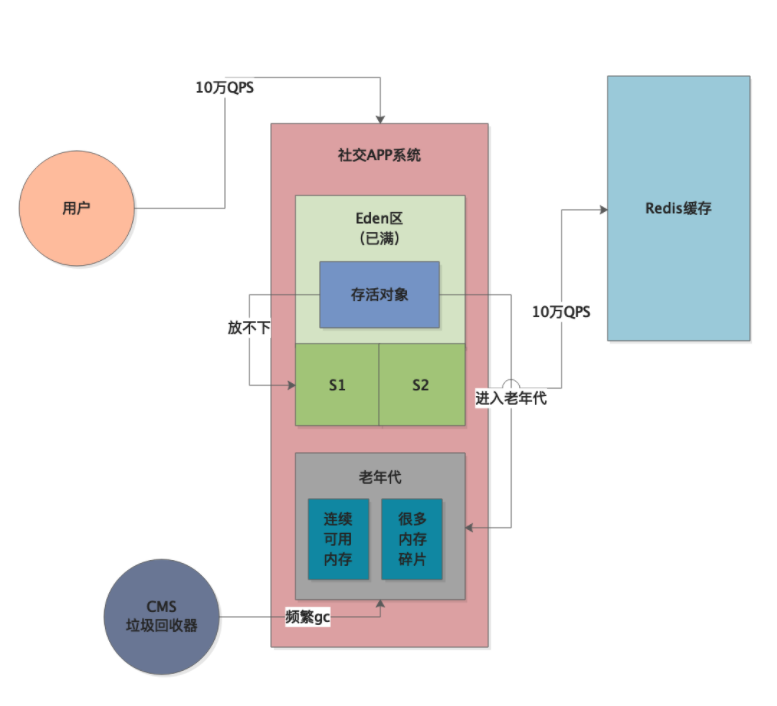 10万QPS
社交APP系统
用户
Eden区
（已满）
Redis缓存
存活对象
放不下
10万QPS
S1
S2
进入老年代
老年代
连续
可用
内存
很多
内存
碎片
CMS
垃圾回收器
频繁gc